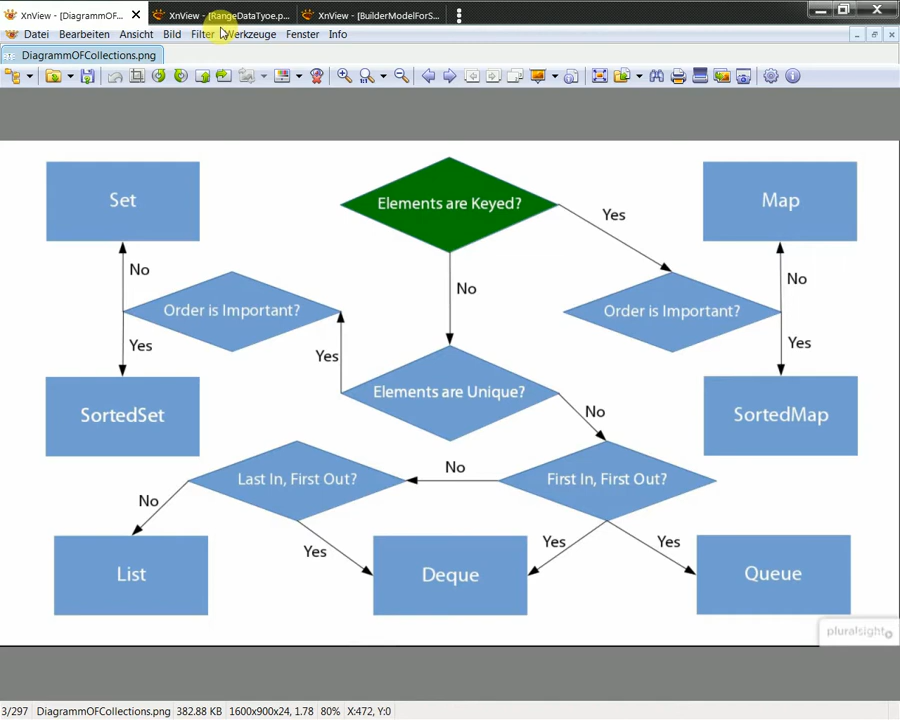 XnView - [DiagrammOF...
XnView - [RangeDataTyoe.p...
XnView - [BuilderModelForS...
Datei Bearbeiten Ansicht Bild Filter Werkzeuge Fenster Info
DiagrammOFCollections.png
Set
Elements are Keyed?
Map
Yes
No
No
No
Order is Important?
Order is Important?
Yes
Yes
Yes
Elements are Unique?
No
SortedSet
SortedMap
Last In, First Out?
No
First In, First Out?
No
Yes
Yes
Yes
List
Deque
Queue
pluralsight
3/297 DiagrammOFCollections.png 382.88 KB 1600x900x24, 1.78 80% X:472, Y:0